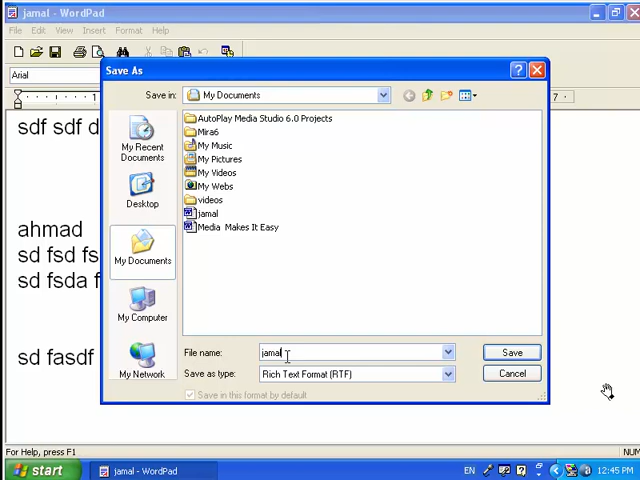 jamal - WordPad
File Edit View Insert Format Help
Arial
1
7
sdf sdf d
ahmad
sd fsd fs
sd fsda f
sd fasdf
Save As
Save in: My Documents
My Recent Documents
Desktop
My Documents
My Computer
My Network
AutoPlay Media Studio 6.0 Projects
Mira6
My Music
My Pictures
My Videos
My Webs
videos
jamal
Media Makes It Easy
File name: jamal Save
Save as type: Rich Text Format (RTF) Cancel
Save in this format by default
For Help, press F1 NUM
start jamal - WordPad EN 12:45 PM